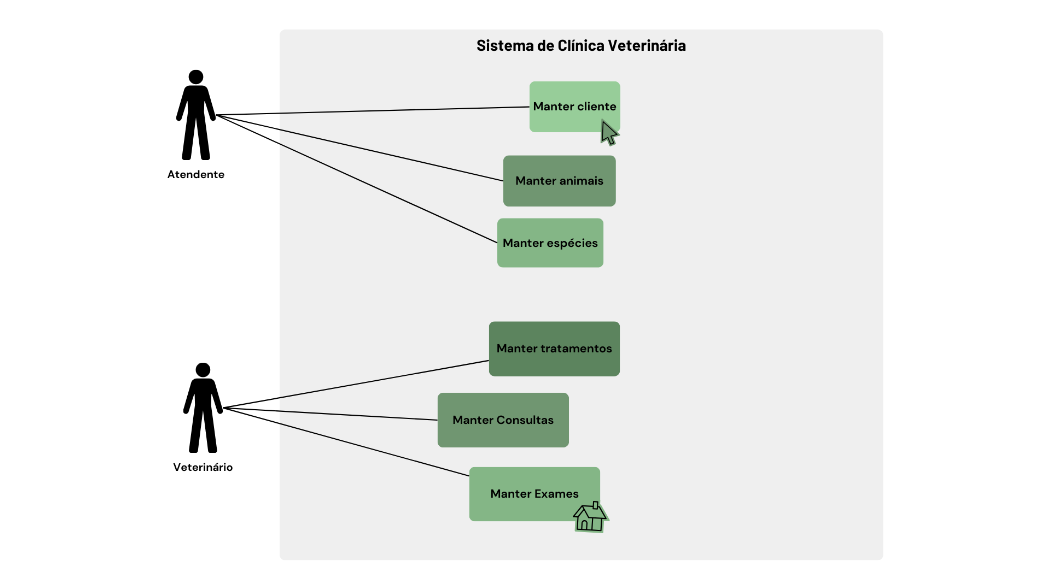 Sistema de Clínica Veterinária
Manter cliente
Atendente
Manter animais
Manter espécies
Manter tratamentos
Manter Consultas
Veterinário
Manter Exames